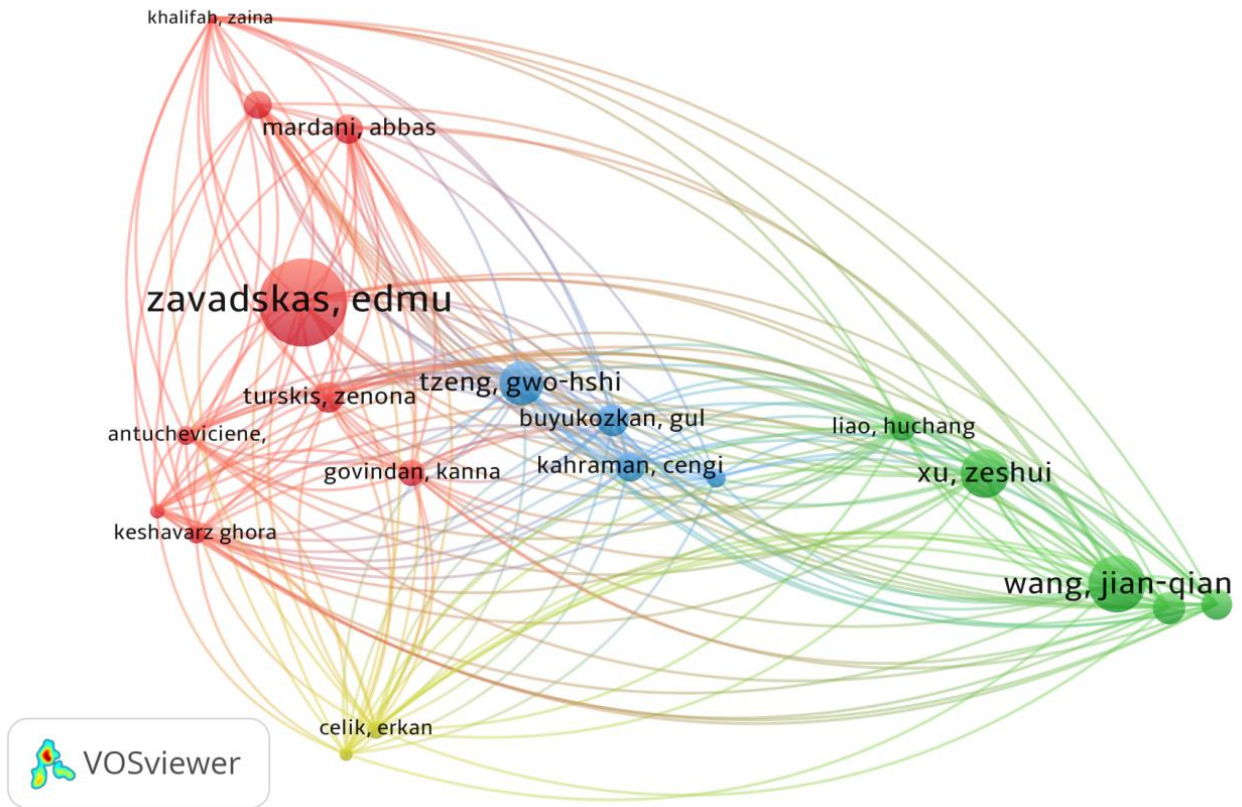 khalifah, zaina
mardani, abbas
zavadskas, edmu
tzeng, gwo-hshi
turskis, zenona
buyukozkan, gul
liao, huchang
antucheviciene,
kahraman, cengi
govindan, kanna
xu, zeshui
keshavarz ghora
wang, jian-qian
celik, erkan
VOSviewer